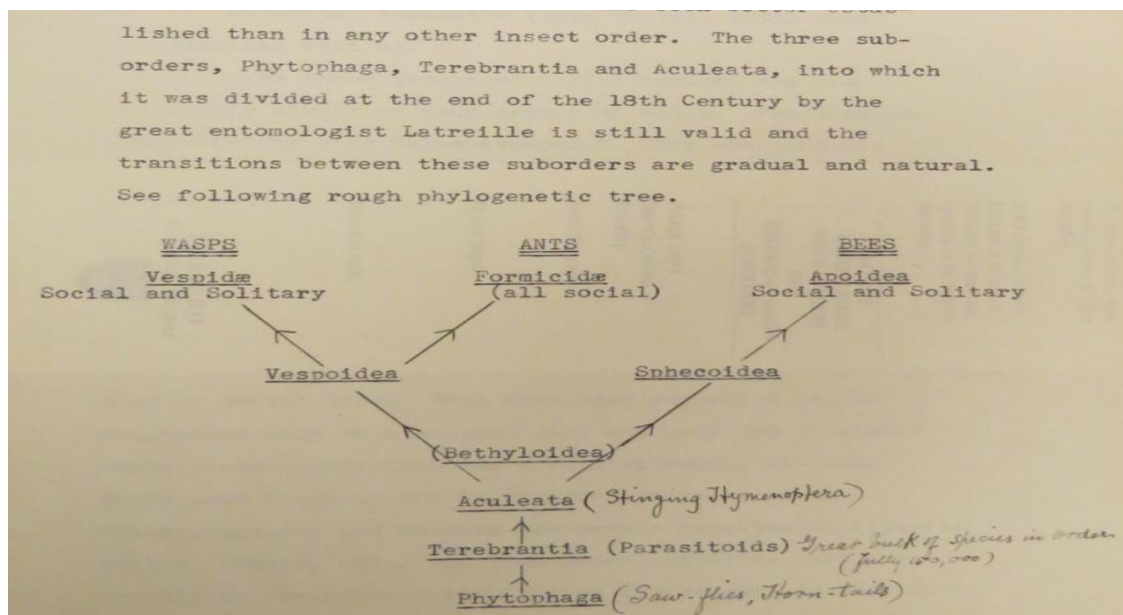 lished than in any other insect order. The three sub-
orders, Phytophaga, Terebrantia and Aculeata, into which
it was divided at the end of the 18th Century by the
great entomologist Latreille is still valid and the
transitions between these suborders are gradual and natural.
See following rough phylogenetic tree.
WASPS ANTS BEES
Vespidæ Formicidæ Apoidea
Social and Solitary (all social) Social and Solitary
Vespoidea Sphecoidea
(Bethyloidea)
Aculeata (Stinging Hymenoptera)
Terebrantia (Parasitoids) Great bulk of species in order
(fully 150,000)
Phytophaga (Saw-flies, Horn-tails)